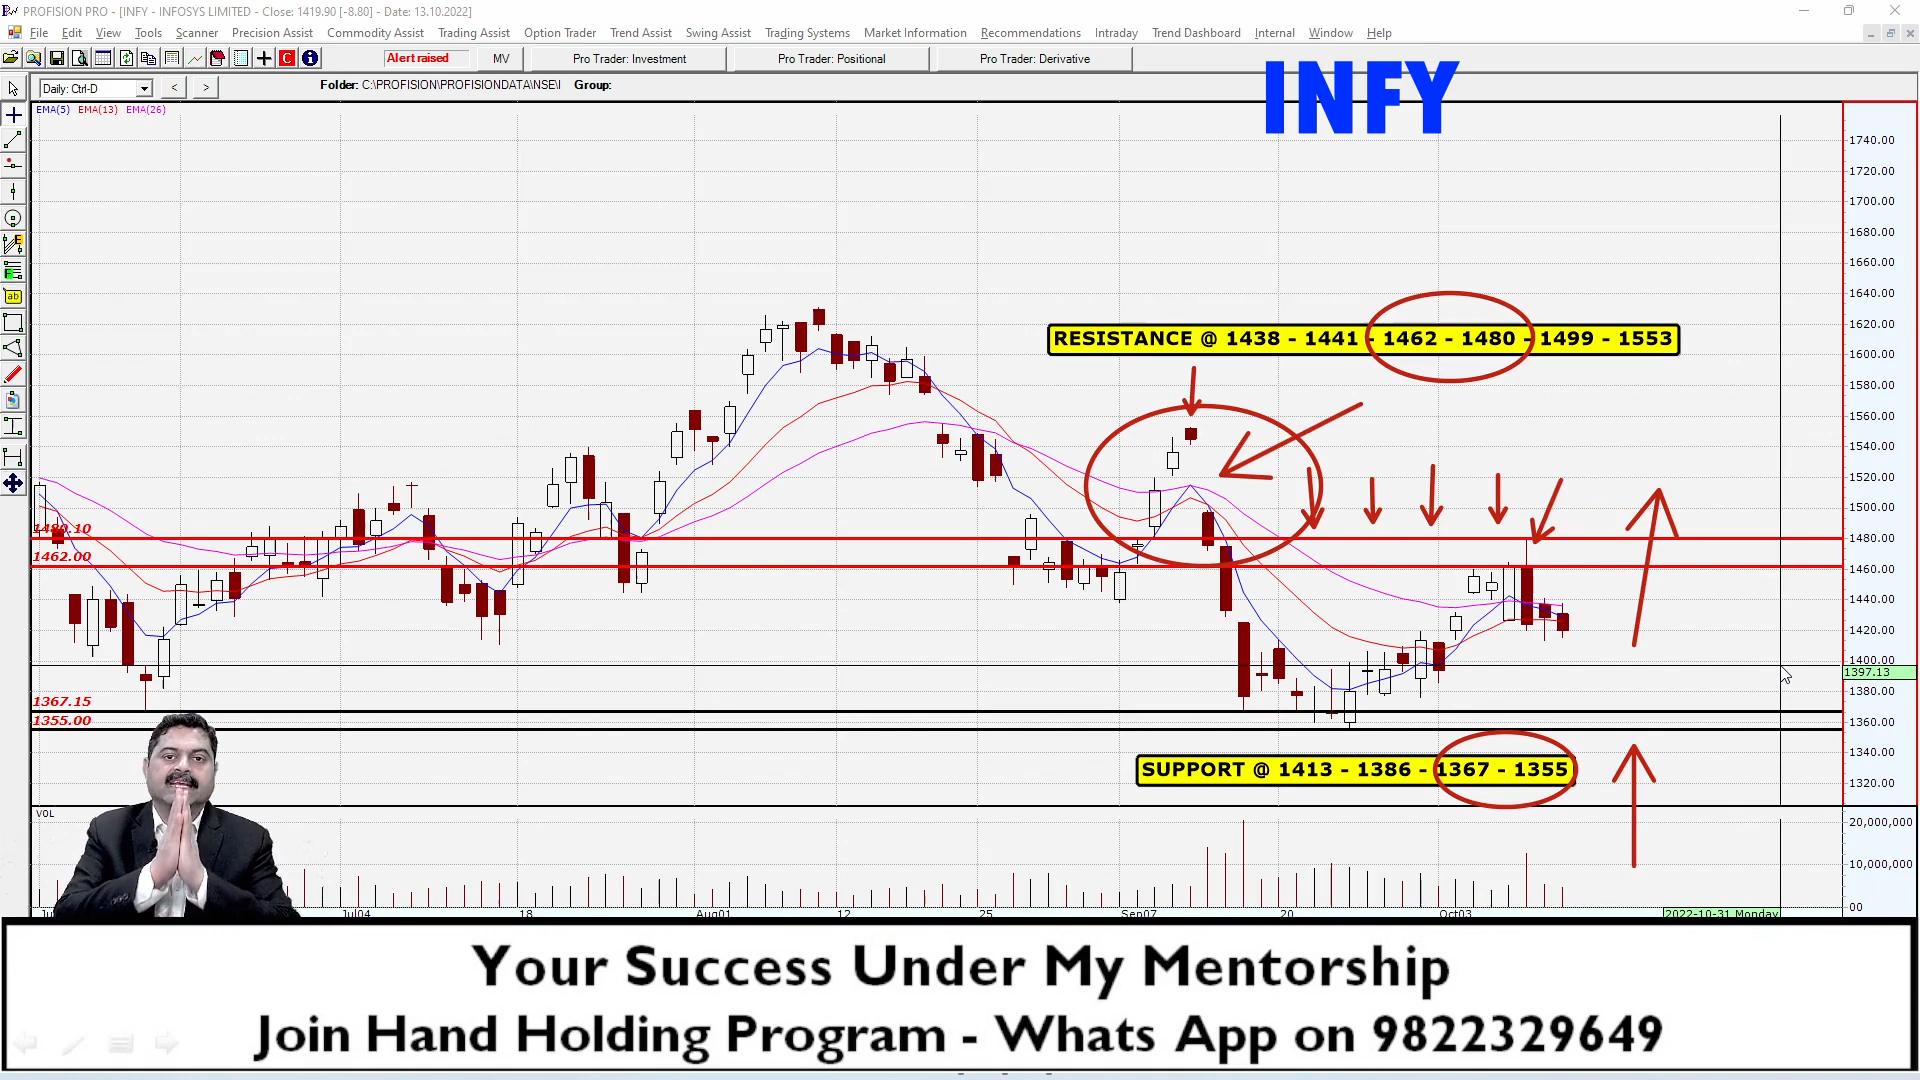 PROFISION PRO - [INFY - INFOSYS LIMITED - Close: 1419.90 [-8.80] - Date: 13.10.2022]
File Edit View Tools Scanner Precision Assist Commodity Assist Trading Assist Option Trader Trend Assist Swing Assist Trading Systems Market Information Recommendations Intraday Trend Dashboard Internal Window Help
Alert raised MV Pro Trader: Investment Pro Trader: Positional Pro Trader: Derivative
Daily: Ctrl-D < > Folder: C:\PROFISION\PROFISIONDATA\NSE\I Group:
INFY
EMA(5) EMA(13) EMA(26)
1740.00
1720.00
1700.00
1680.00
1660.00
1640.00
1620.00
RESISTANCE @ 1438 - 1441 - 1462 - 1480 - 1499 - 1553
1600.00
1580.00
1560.00
1540.00
1520.00
1500.00
1480.10
1480.00
1462.00
1460.00
1440.00
1420.00
1400.00
1397.13
1380.00
1367.15
1360.00
1355.00
1340.00
SUPPORT @ 1413 - 1386 - 1367 - 1355
1320.00
VOL
20,000,000
10,000,000
00
Jul04 18 Aug01 12 25 Sep07 20 Oct03 2022-10-31 Monday
Your Success Under My Mentorship
Join Hand Holding Program - Whats App on 9822329649